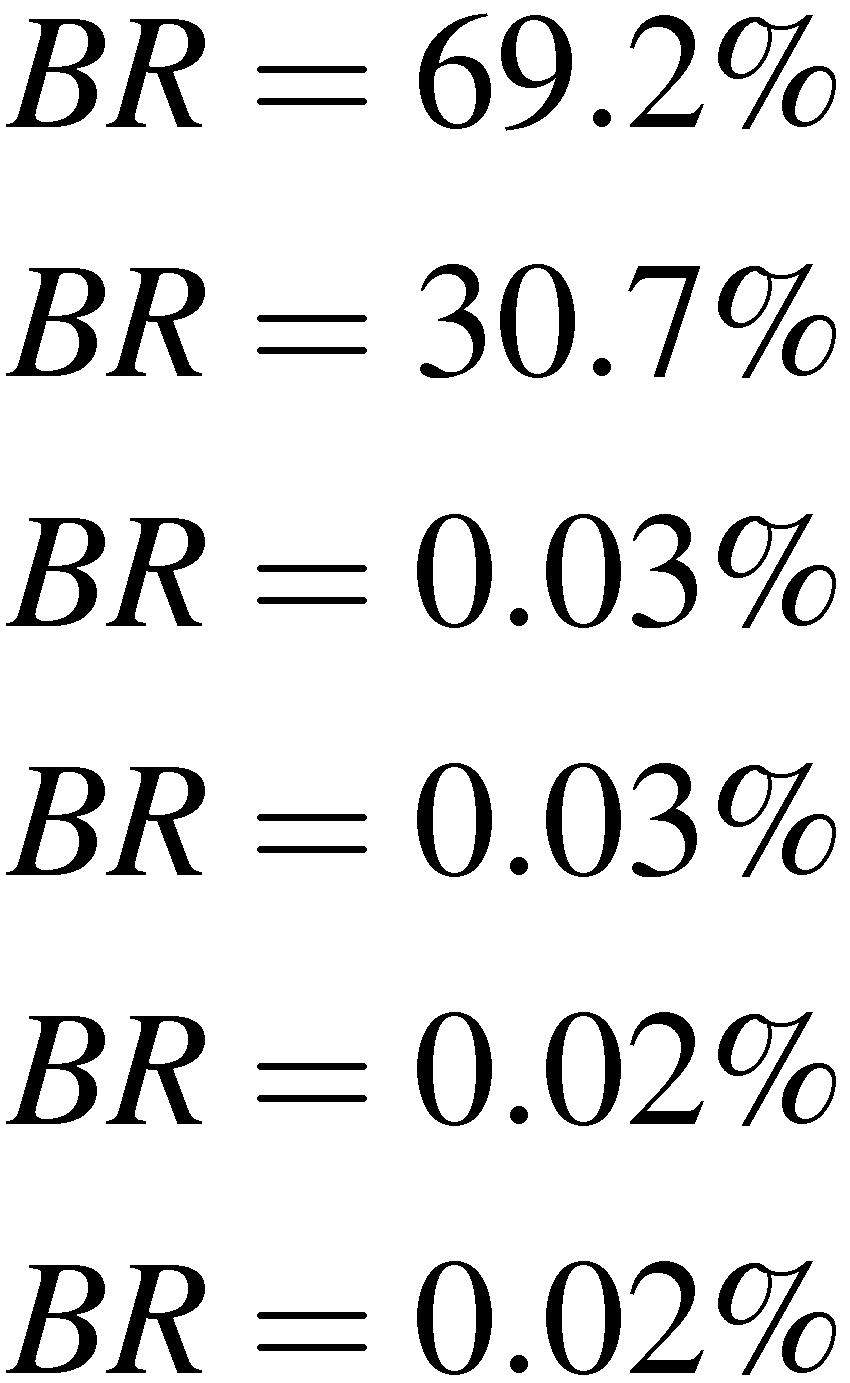 BR = 69.2%
BR = 30.7%
BR = 0.03%
BR = 0.03%
BR = 0.02%
BR = 0.02%